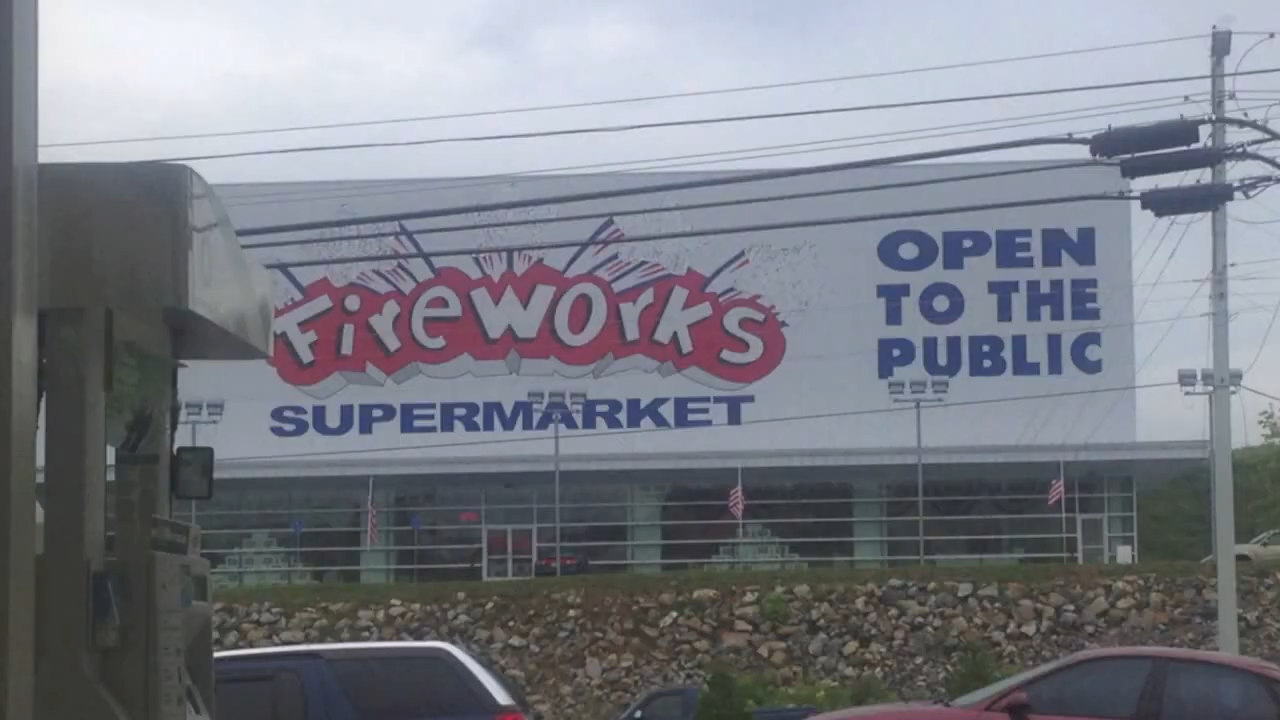 Fireworks
SUPERMARKET
OPEN
TO THE
PUBLIC